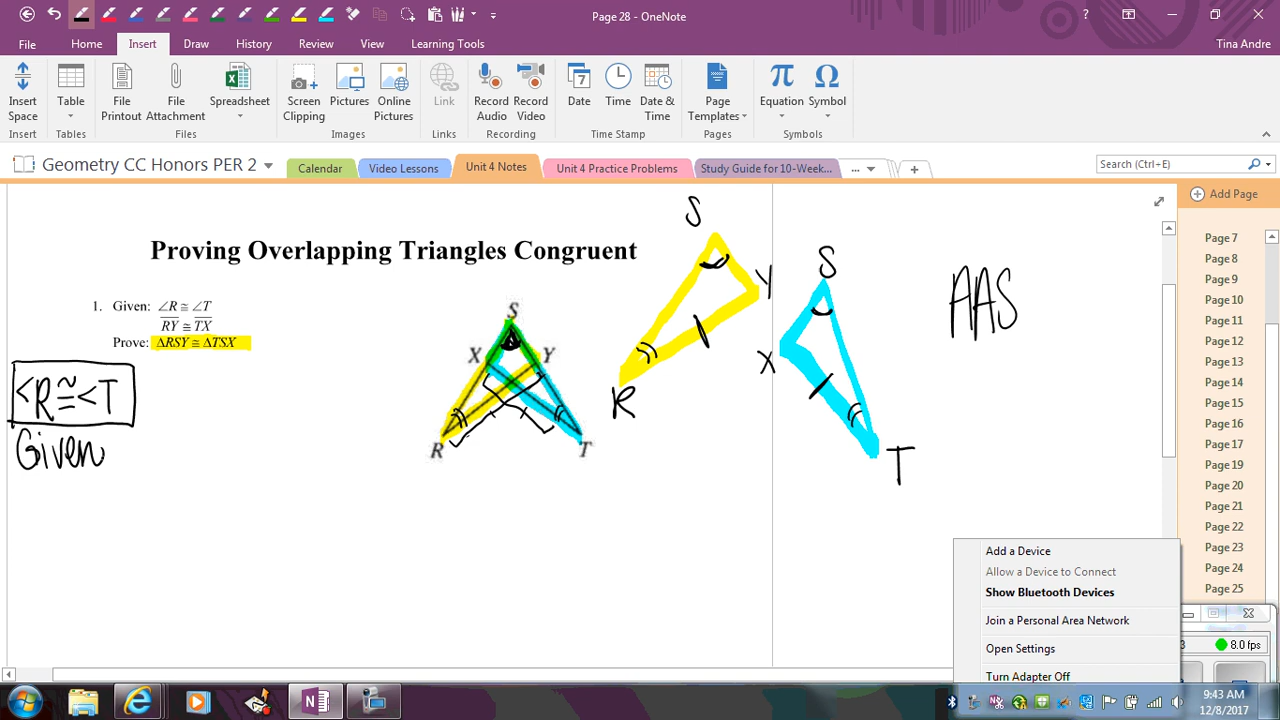 Page 28 - OneNote
?
File
Home
Insert
Draw
History
Review
View
Learning Tools
Tina Andre
Insert Space
Table
File Printout
File Attachment
Spreadsheet
Screen Clipping
Pictures
Online Pictures
Link
Record Audio
Record Video
Date
Time
Date & Time
Page Templates
Equation
Symbol
Insert
Tables
Files
Images
Links
Recording
Time Stamp
Pages
Symbols
Geometry CC Honors PER 2
Calendar
Video Lessons
Unit 4 Notes
Unit 4 Practice Problems
Study Guide for 10-Week...
...
Search (Ctrl+E)
Add Page
Page 7
Page 8
Page 9
Page 10
Page 11
Page 12
Page 13
Page 14
Page 15
Page 16
Page 17
Page 18
Page 19
Page 20
Page 21
Page 22
Page 23
Page 24
Page 25
Proving Overlapping Triangles Congruent
1. Given: ∠R ≅ ∠T
RY ≅ TX
Prove: ΔRSY ≅ ΔTSX
<R≅<T
Given
S
X
Y
R
T
S
Y
R
S
X
T
AAS
Add a Device
Allow a Device to Connect
Show Bluetooth Devices
Join a Personal Area Network
Open Settings
Turn Adapter Off
3
8.0 fps
9:43 AM
12/8/2017